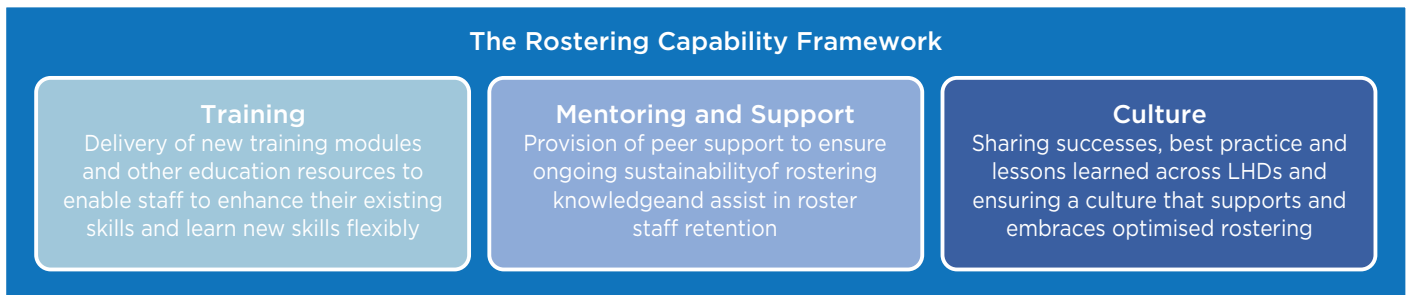 The Rostering Capability Framework
Training
Delivery of new training modules
and other education resources to
enable staff to enhance their existing
skills and learn new skills flexibly
Mentoring and Support
Provision of peer support to ensure
ongoing sustainabilityof rostering
knowledgeand assist in roster
staff retention
Culture
Sharing successes, best practice and
lessons learned across LHDs and
ensuring a culture that supports and
embraces optimised rostering